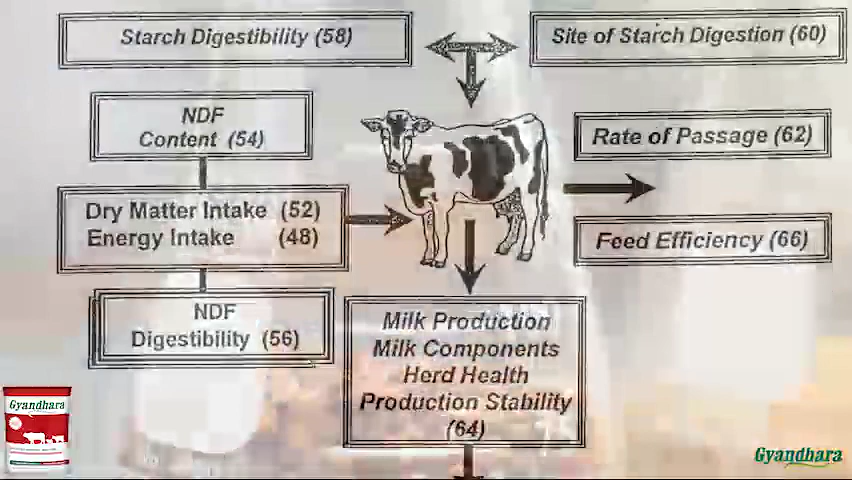 Starch Digestibility (58)
Site of Starch Digestion (60)
NDF
Content (54)
Rate of Passage (62)
Dry Matter Intake (52)
Energy Intake (48)
Feed Efficiency (66)
NDF
Digestibility (56)
Milk Production
Milk Components
Herd Health
Production Stability
(64)
Gyandhara
Gyandhara